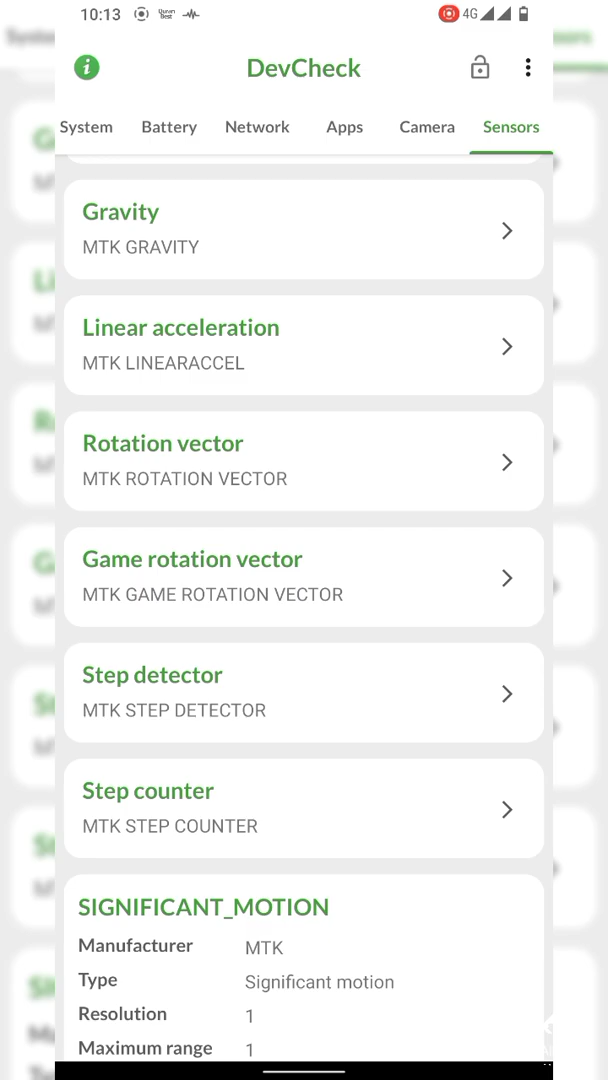 10:13
4G
DevCheck
System Battery Network Apps Camera Sensors
Gravity
MTK GRAVITY
Linear acceleration
MTK LINEARACCEL
Rotation vector
MTK ROTATION VECTOR
Game rotation vector
MTK GAME ROTATION VECTOR
Step detector
MTK STEP DETECTOR
Step counter
MTK STEP COUNTER
SIGNIFICANT_MOTION
Manufacturer MTK
Type Significant motion
Resolution 1
Maximum range 1